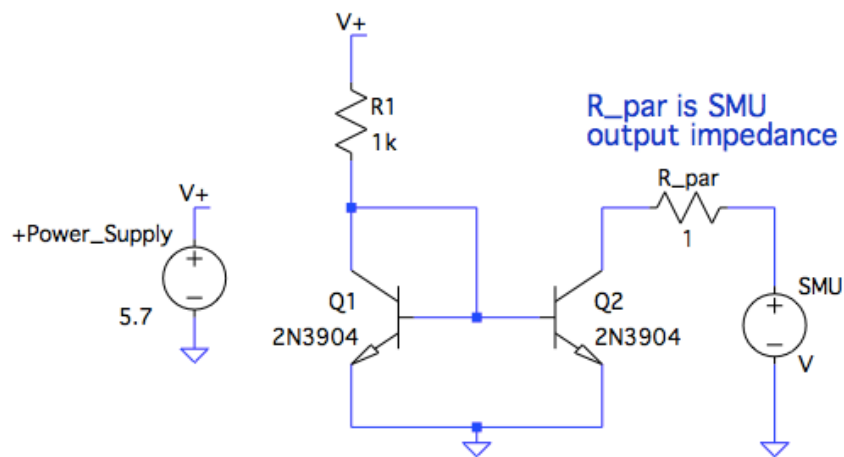 V+
R1
1k
R_par is SMU
output impedance
R_par
1
V+
+Power_Supply
+
−
5.7
Q1
2N3904
Q2
2N3904
SMU
+
−
V